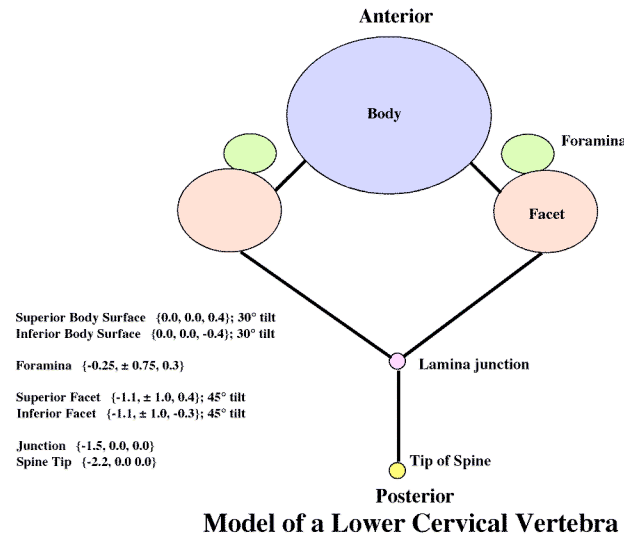 Anterior
Body
Foramina
Facet
Superior Body Surface {0.0, 0.0, 0.4}; 30° tilt
Inferior Body Surface {0.0, 0.0, -0.4}; 30° tilt
Foramina {-0.25, ± 0.75, 0.3}
Lamina junction
Superior Facet {-1.1, ± 1.0, 0.4}; 45° tilt
Inferior Facet {-1.1, ± 1.0, -0.3}; 45° tilt
Junction {-1.5, 0.0, 0.0}
Spine Tip {-2.2, 0.0 0.0}
Tip of Spine
Posterior
Model of a Lower Cervical Vertebra